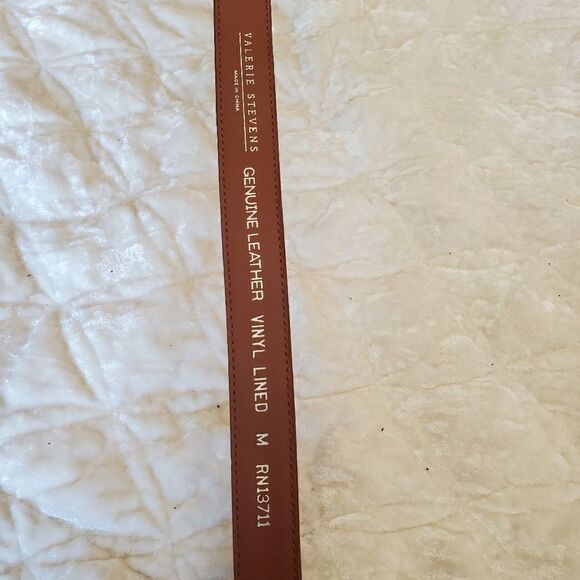 VALERIE STEVENS
MADE IN CHINA
GENUINE LEATHER VINYL LINED M RN13711